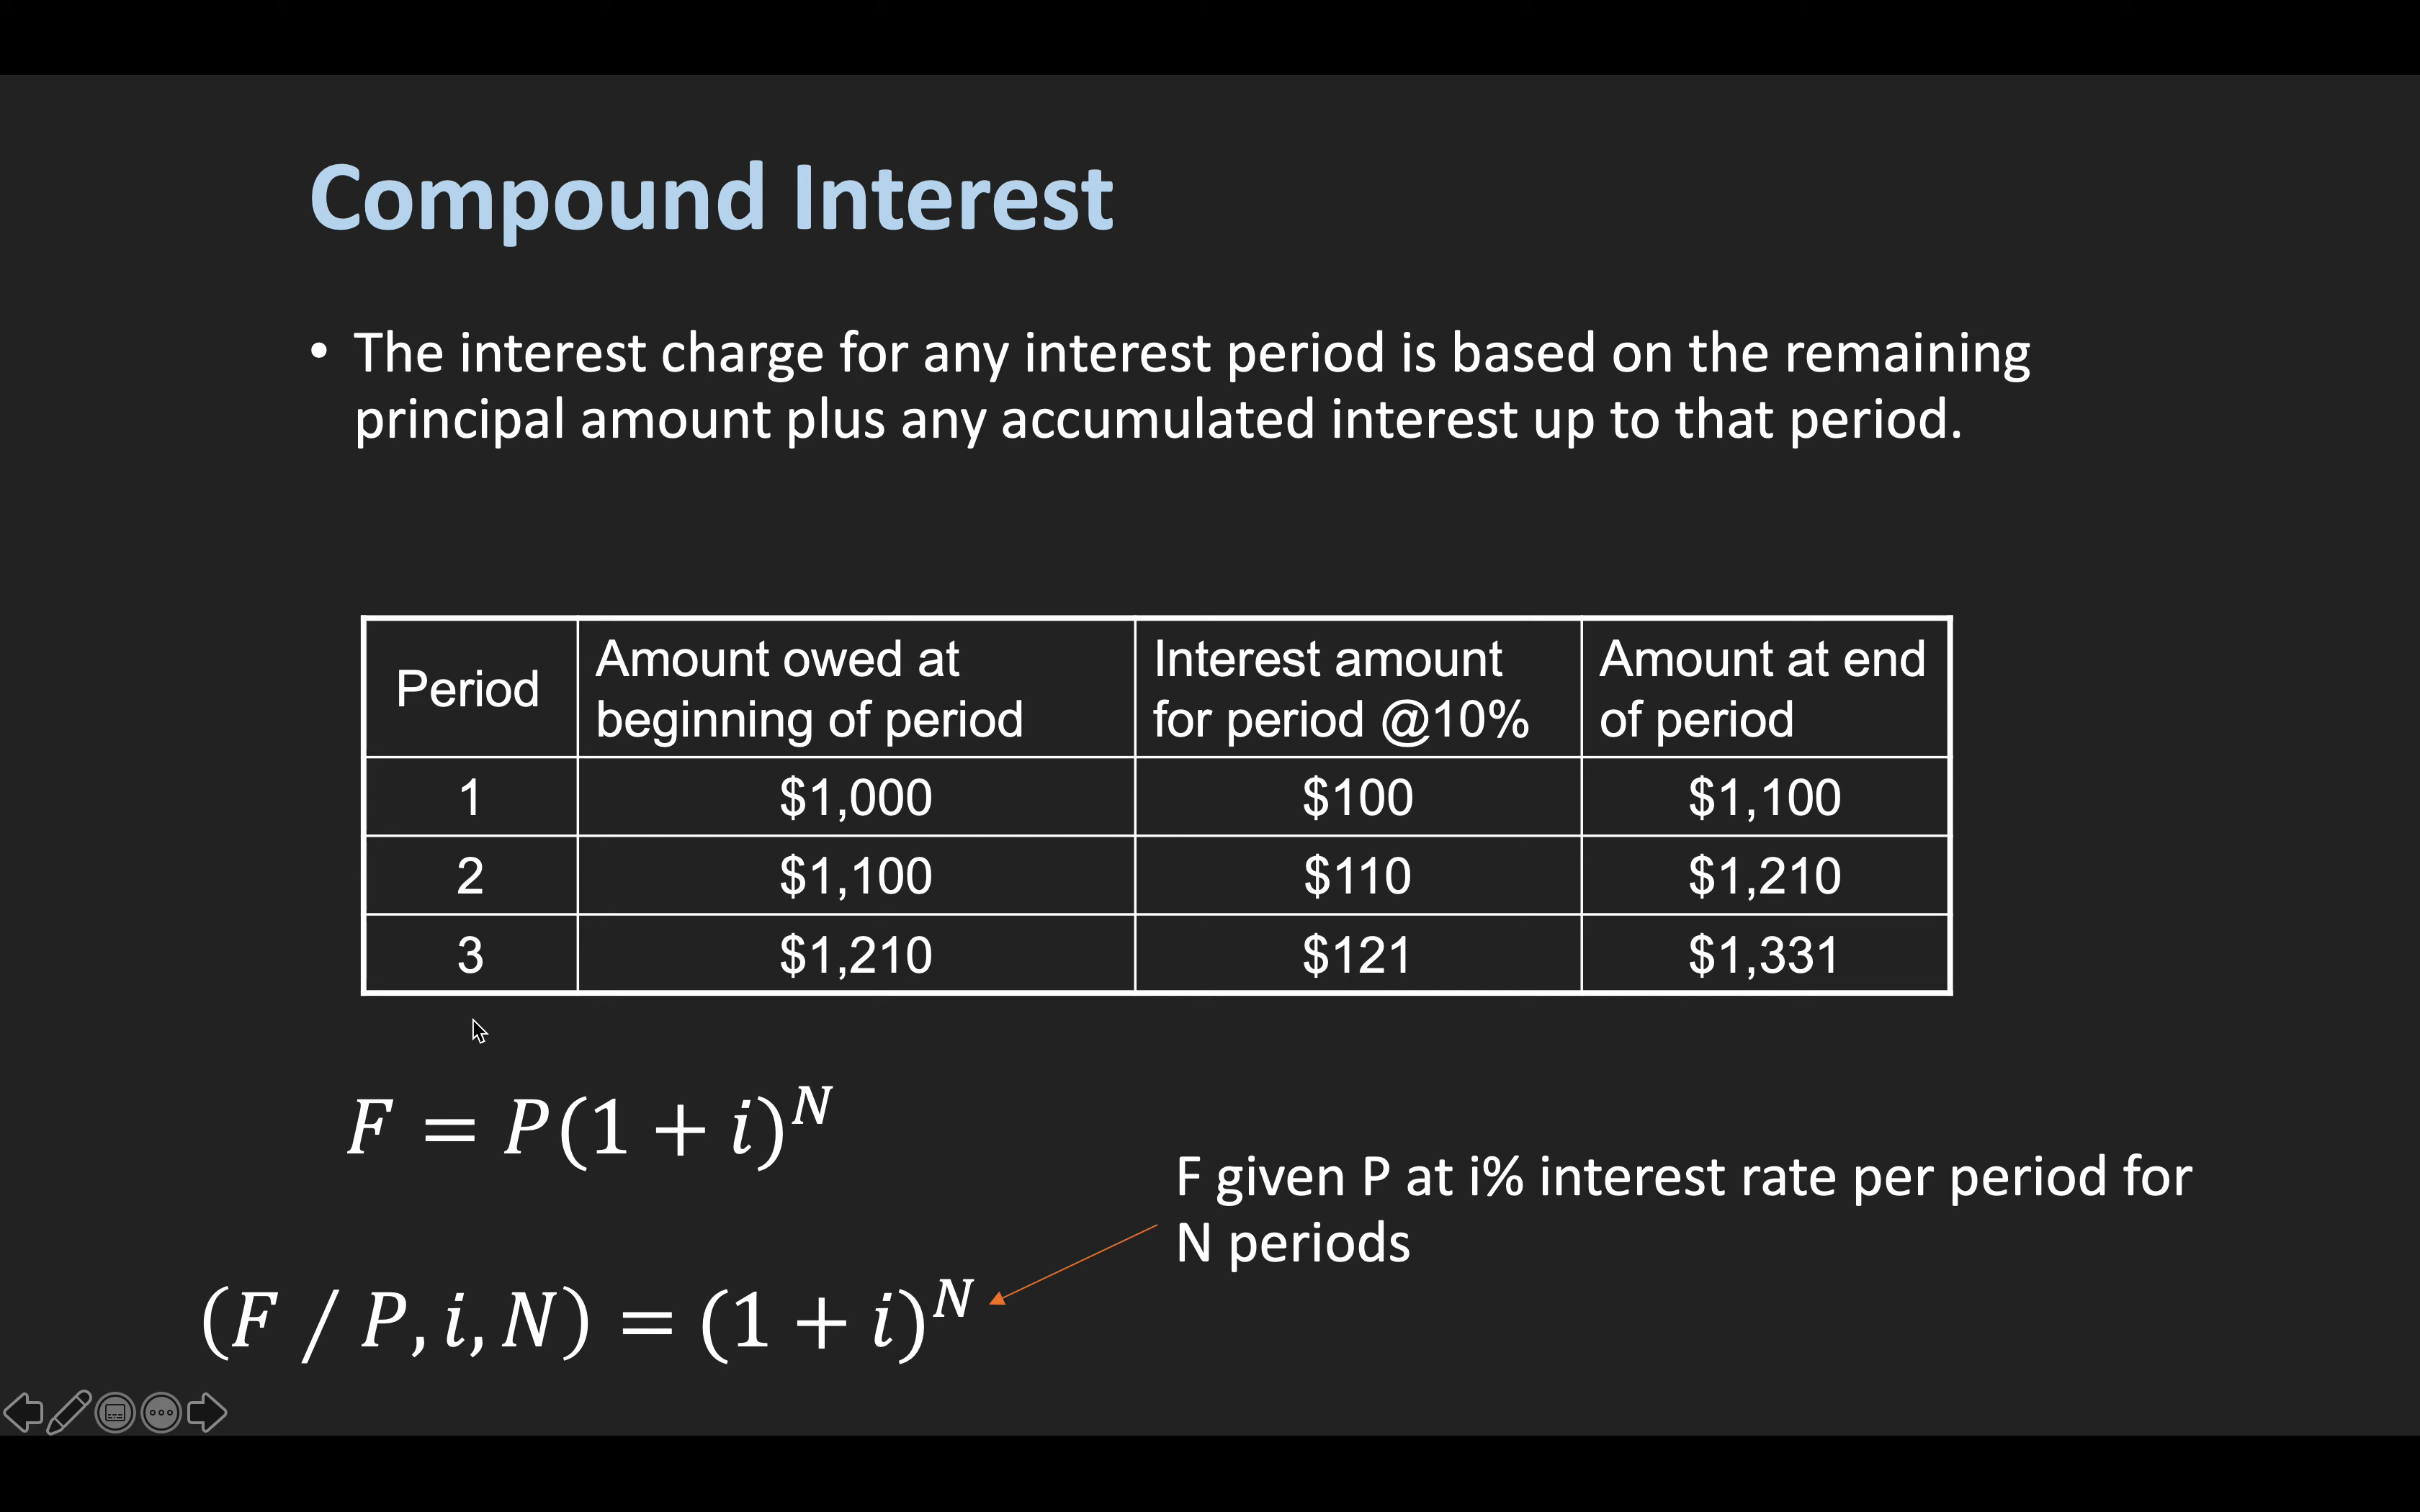 Compound Interest
• The interest charge for any interest period is based on the remaining
principal amount plus any accumulated interest up to that period.
Period | Amount owed at beginning of period | Interest amount for period @10% | Amount at end of period
1 | $1,000 | $100 | $1,100
2 | $1,100 | $110 | $1,210
3 | $1,210 | $121 | $1,331
F = P(1 + i)^N
F given P at i% interest rate per period for
N periods
(F / P, i, N) = (1 + i)^N